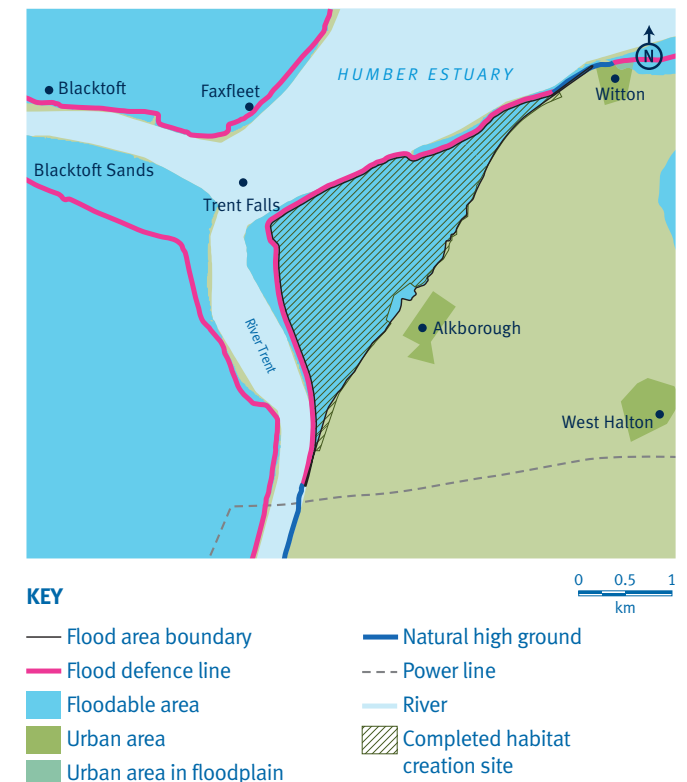 HUMBER ESTUARY
N
Blacktoft
Faxfleet
Witton
Blacktoft Sands
Trent Falls
River Trent
Alkborough
West Halton
0 0.5 1
km
KEY
Flood area boundary
Flood defence line
Floodable area
Urban area
Urban area in floodplain
Natural high ground
Power line
River
Completed habitat
creation site